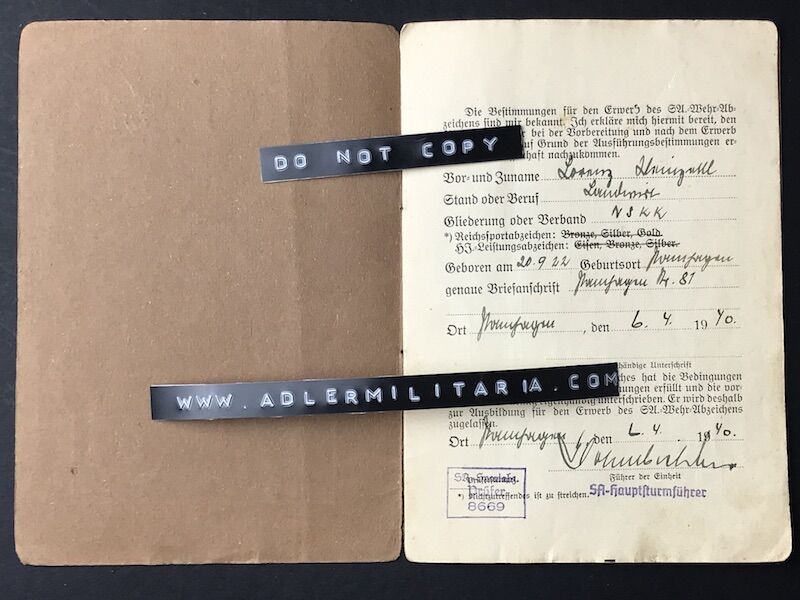 DO NOT COPY
WWW.ADLERMILITARIA.COM
Die Bestimmungen für den Erwerb des SA.-Wehr-Ab-
zeichens sind mir bekannt. Ich erkläre mich hiermit bereit, den
bei der Vorbereitung und nach dem Erwerb
auf Grund der Ausführungsbestimmungen er-
nachzukommen.
Vor- und Zuname Lorenz
Stand oder Beruf Landwirt
Gliederung oder Verband NSKK
*) Reichssportabzeichen: Bronze, Silber, Gold.
HJ.-Leistungsabzeichen: Eisen, Bronze, Silber.
Geboren am 20.9.22 Geburtsort
genaue Briefanschrift Nr. 81
Ort , den 6. 4. 1940.
Unterschrift
hat die Bedingungen
erfüllt und die vor-
unterschrieben. Er wird deshalb
zur Ausbildung für den Erwerb des SA.-Wehr-Abzeichens
zugelassen.
Ort , den 6. 4. 1940.
Führer der Einheit
SA-Hauptsturmführer
Prüfer
8669
*) Nichtzutreffendes ist zu streichen.